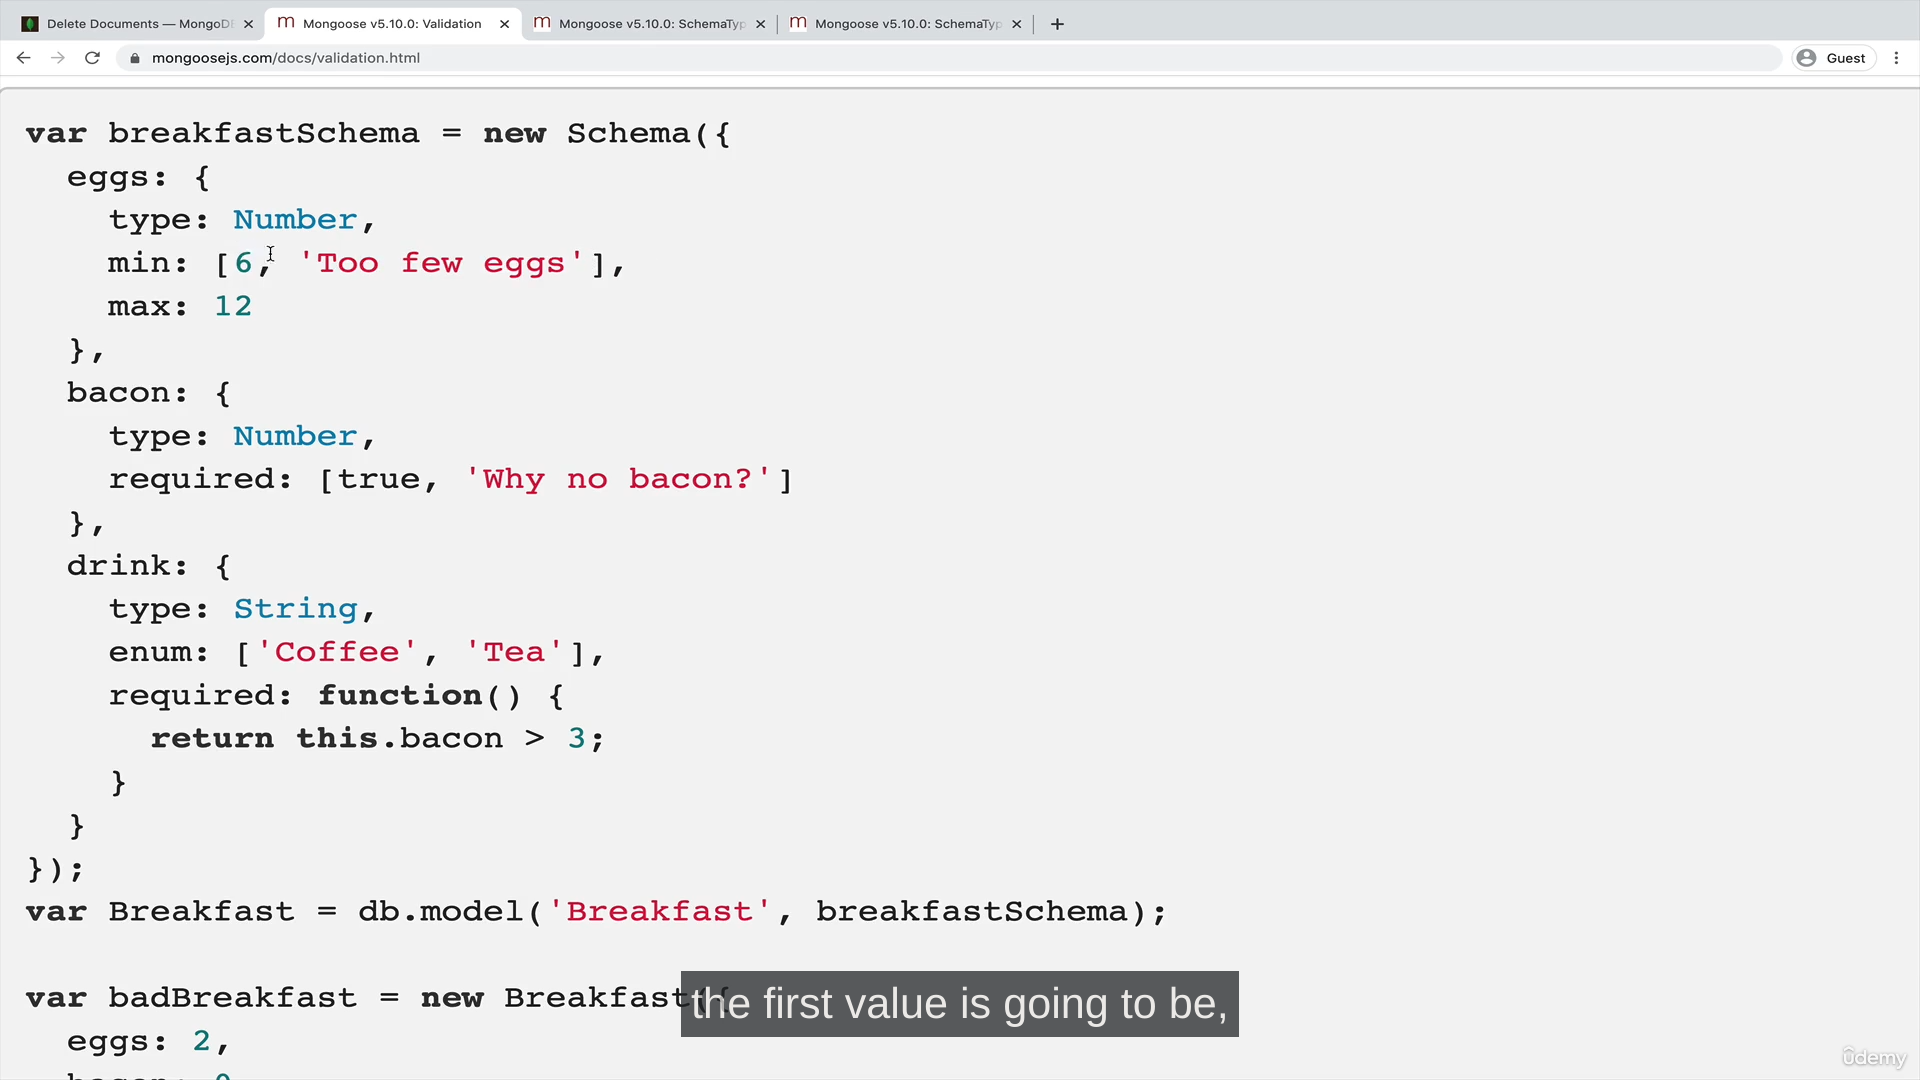 Delete Documents — MongoD
Mongoose v5.10.0: Validation
Mongoose v5.10.0: SchemaTyp
Mongoose v5.10.0: SchemaTyp
mongoosejs.com/docs/validation.html
Guest
var breakfastSchema = new Schema({
  eggs: {
    type: Number,
    min: [6, 'Too few eggs'],
    max: 12
  },
  bacon: {
    type: Number,
    required: [true, 'Why no bacon?']
  },
  drink: {
    type: String,
    enum: ['Coffee', 'Tea'],
    required: function() {
      return this.bacon > 3;
    }
  }
});
var Breakfast = db.model('Breakfast', breakfastSchema);
var badBreakfast = new Breakfast({
  eggs: 2,
the first value is going to be,
ûdemy